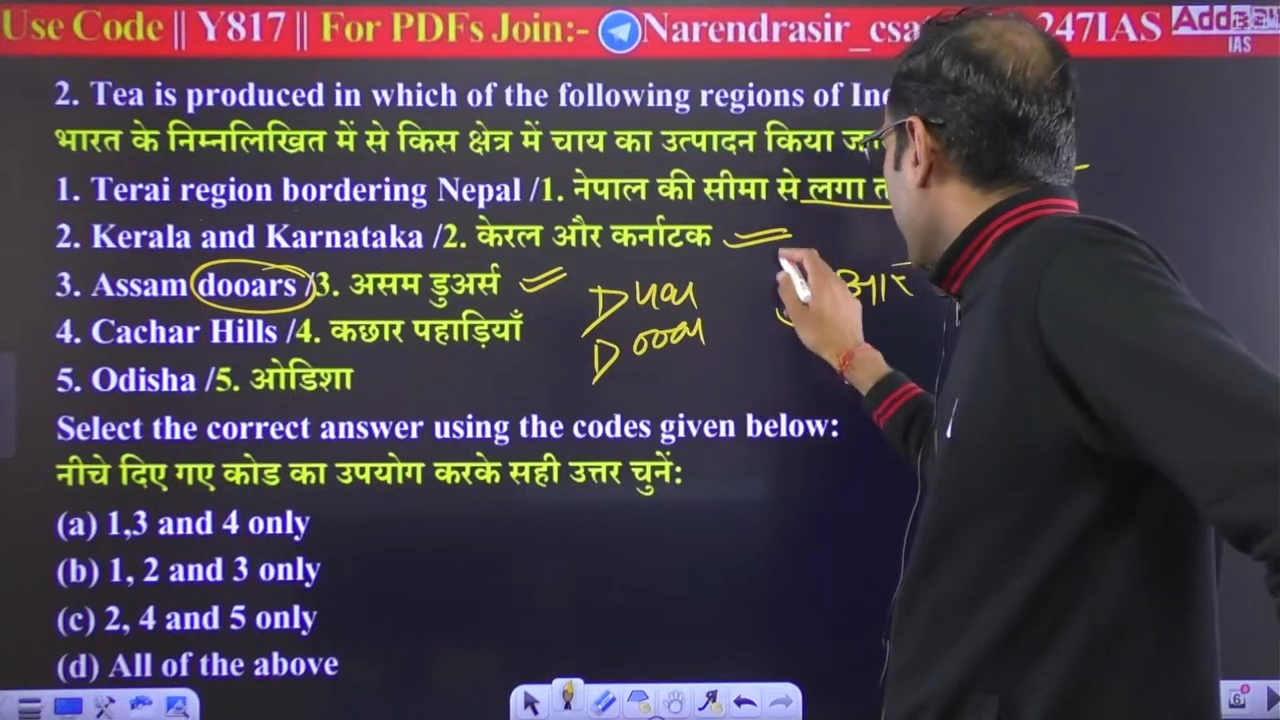 Use Code || Y817 || For PDFs Join:- Narendrasir_csa 247IAS
IAS
2. Tea is produced in which of the following regions of
भारत के निम्नलिखित में से किस क्षेत्र में चाय का उत्पादन किया
1. Terai region bordering Nepal /1. नेपाल की सीमा से लगा
2. Kerala and Karnataka /2. केरल और कर्नाटक
3. Assam dooars /3. असम डुअर्स
4. Cachar Hills /4. कछार पहाड़ियाँ
5. Odisha /5. ओडिशा
Select the correct answer using the codes given below:
नीचे दिए गए कोड का उपयोग करके सही उत्तर चुनें:
(a) 1,3 and 4 only
(b) 1, 2 and 3 only
(c) 2, 4 and 5 only
(d) All of the above